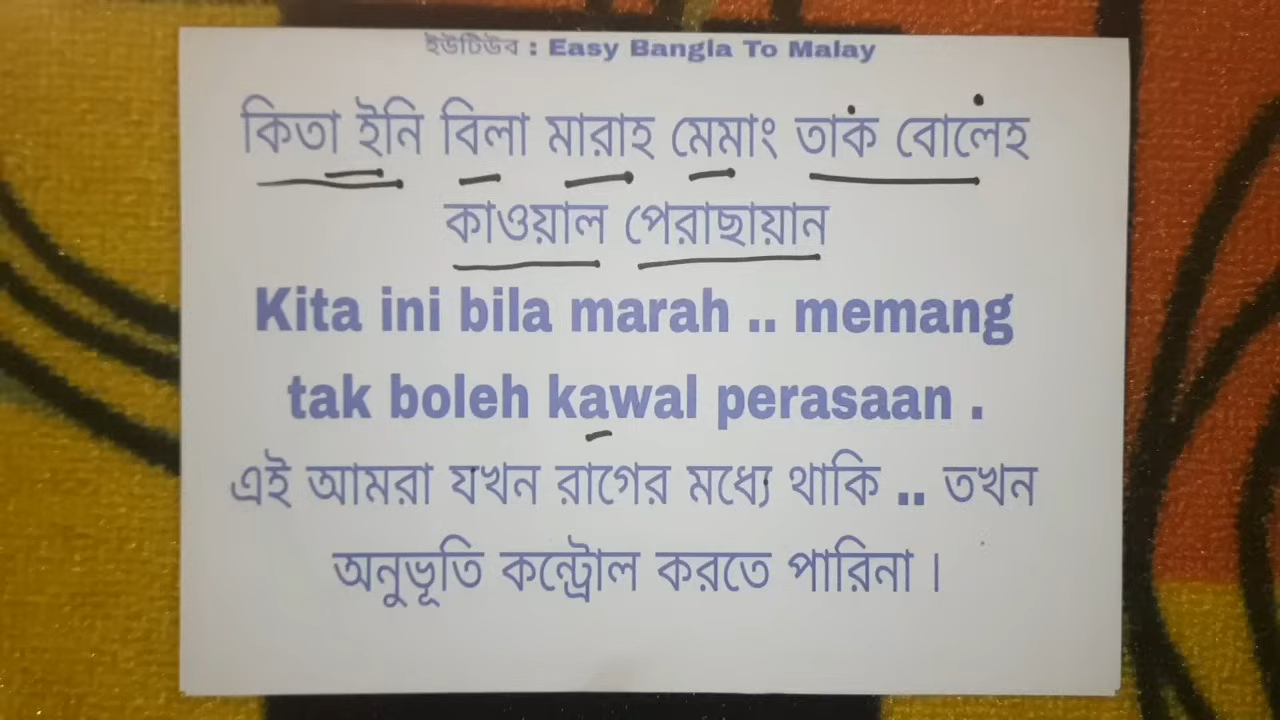 ইউটিউব : Easy Bangla To Malay
কিতা ইনি বিলা মারাহ মেমাং তাক বোলেহ
কাওয়াল পেরাছায়ান
Kita ini bila marah .. memang
tak boleh kawal perasaan .
এই আমরা যখন রাগের মধ্যে থাকি .. তখন
অনুভূতি কন্ট্রোল করতে পারিনা ।